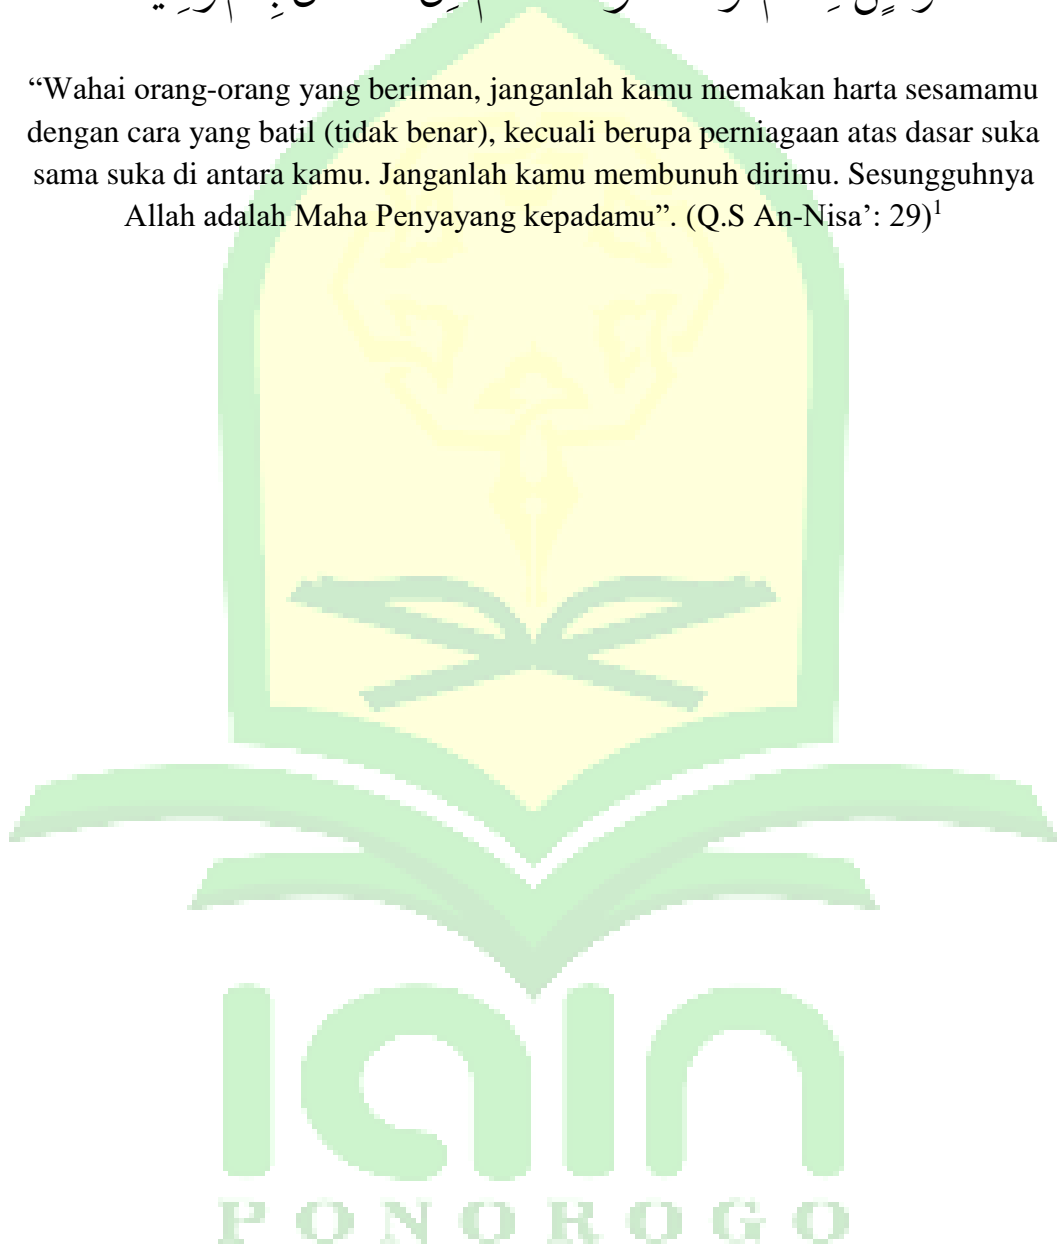 “Wahai orang-orang yang beriman, janganlah kamu memakan harta sesamamu
dengan cara yang batil (tidak benar), kecuali berupa perniagaan atas dasar suka
sama suka di antara kamu. Janganlah kamu membunuh dirimu. Sesungguhnya
Allah adalah Maha Penyayang kepadamu”. (Q.S An-Nisa’: 29)¹
iain
PONOROGO